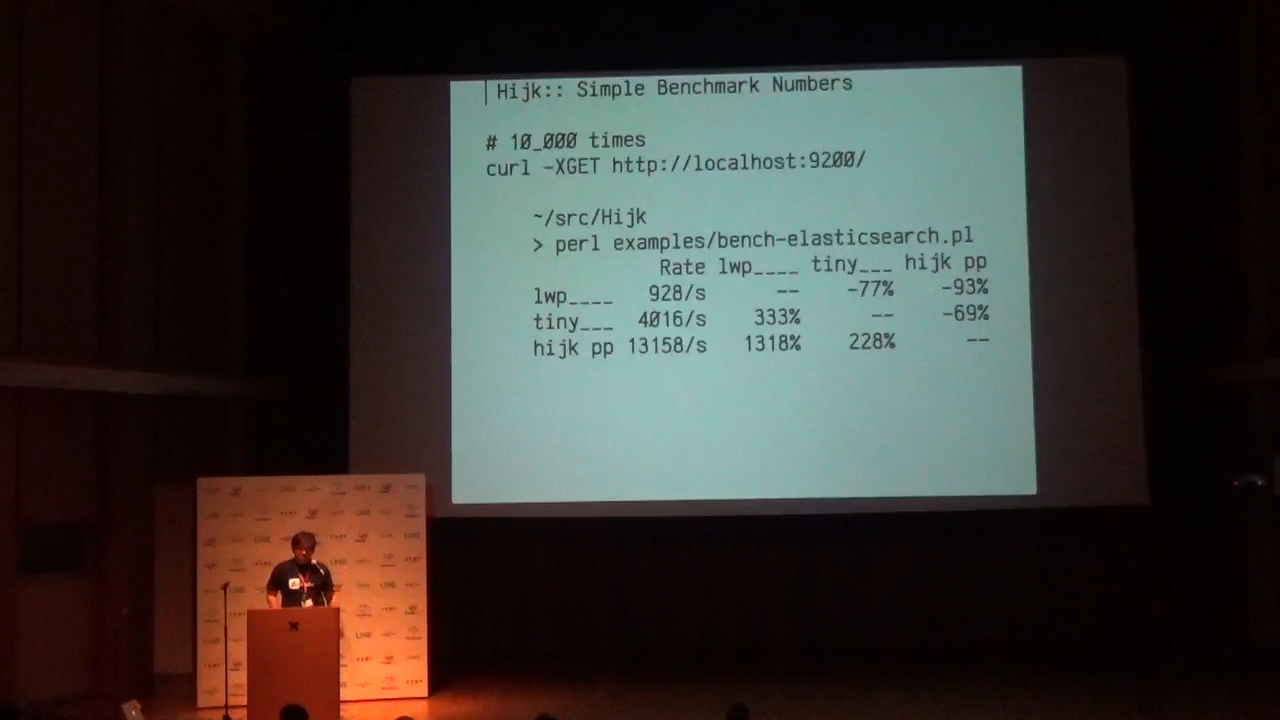 Hijk:: Simple Benchmark Numbers
# 10_000 times
curl -XGET http://localhost:9200/
~/src/Hijk
> perl examples/bench-elasticsearch.pl
Rate lwp____ tiny___ hijk pp
lwp____ 928/s -- -77% -93%
tiny___ 4016/s 333% -- -69%
hijk pp 13158/s 1318% 228% --
LINE